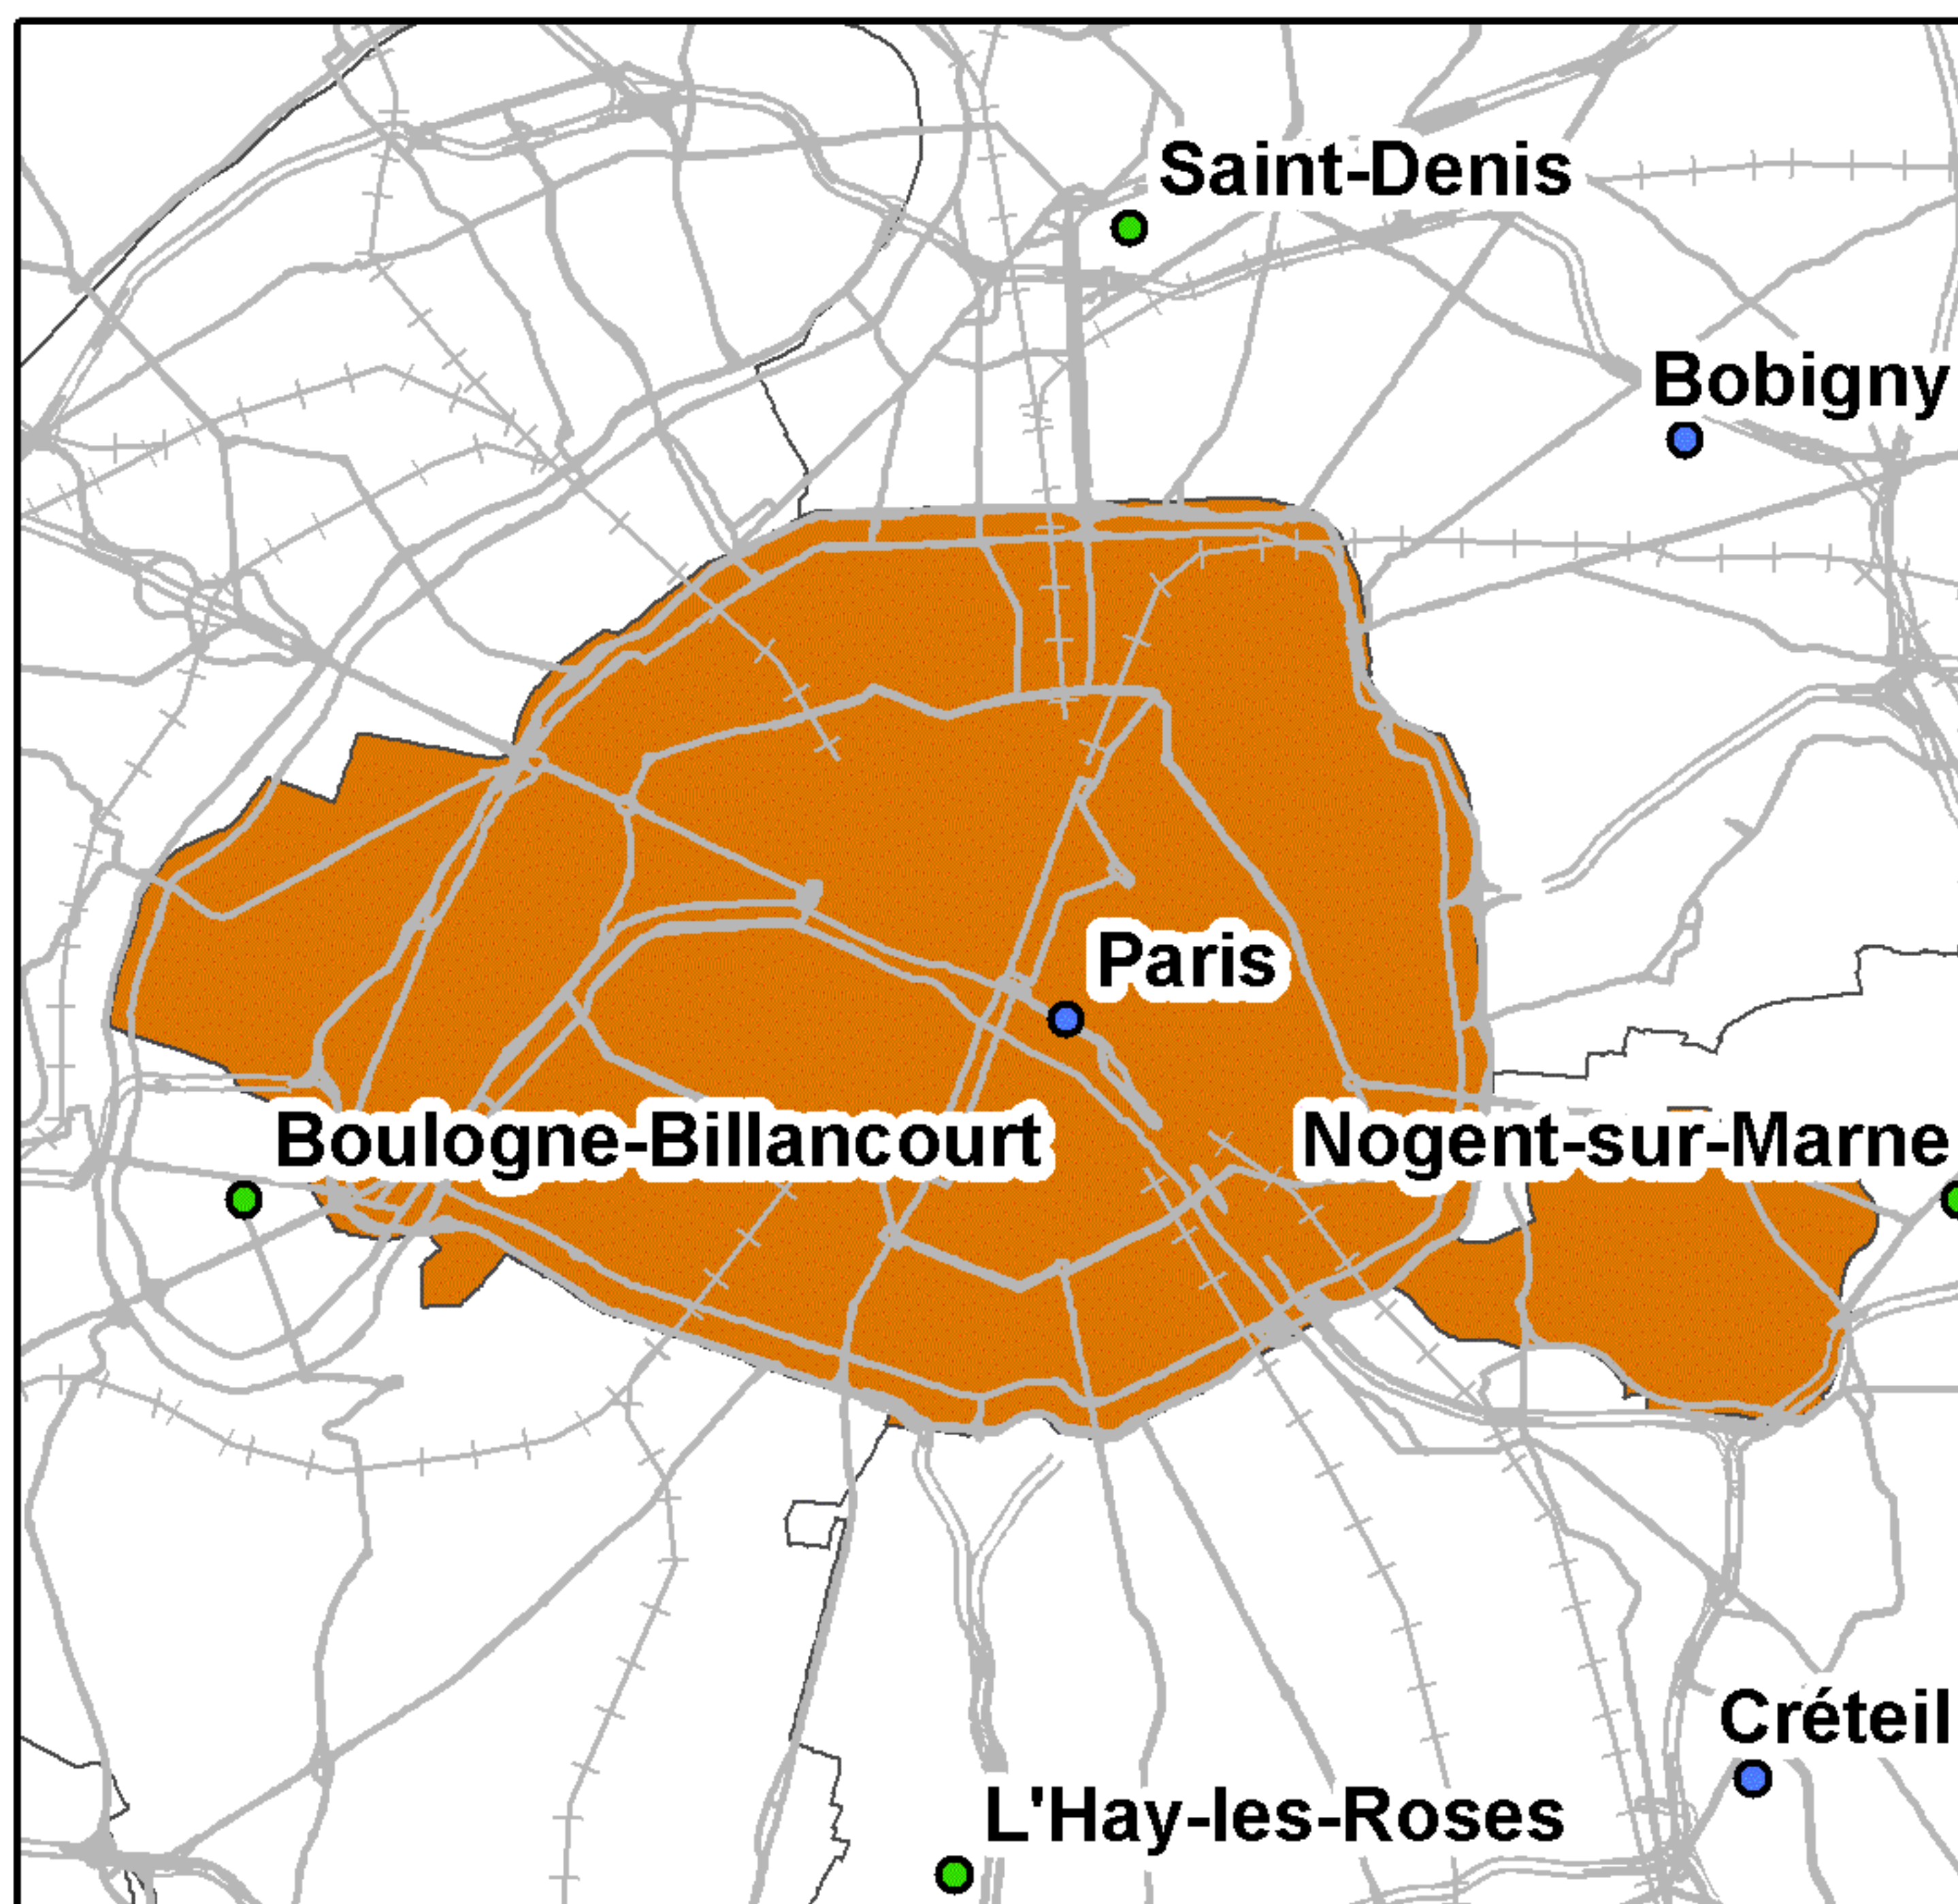 Saint-Denis
Bobigny
Paris
Boulogne-Billancourt
Nogent-sur-Marne
Créteil
L'Hay-les-Roses